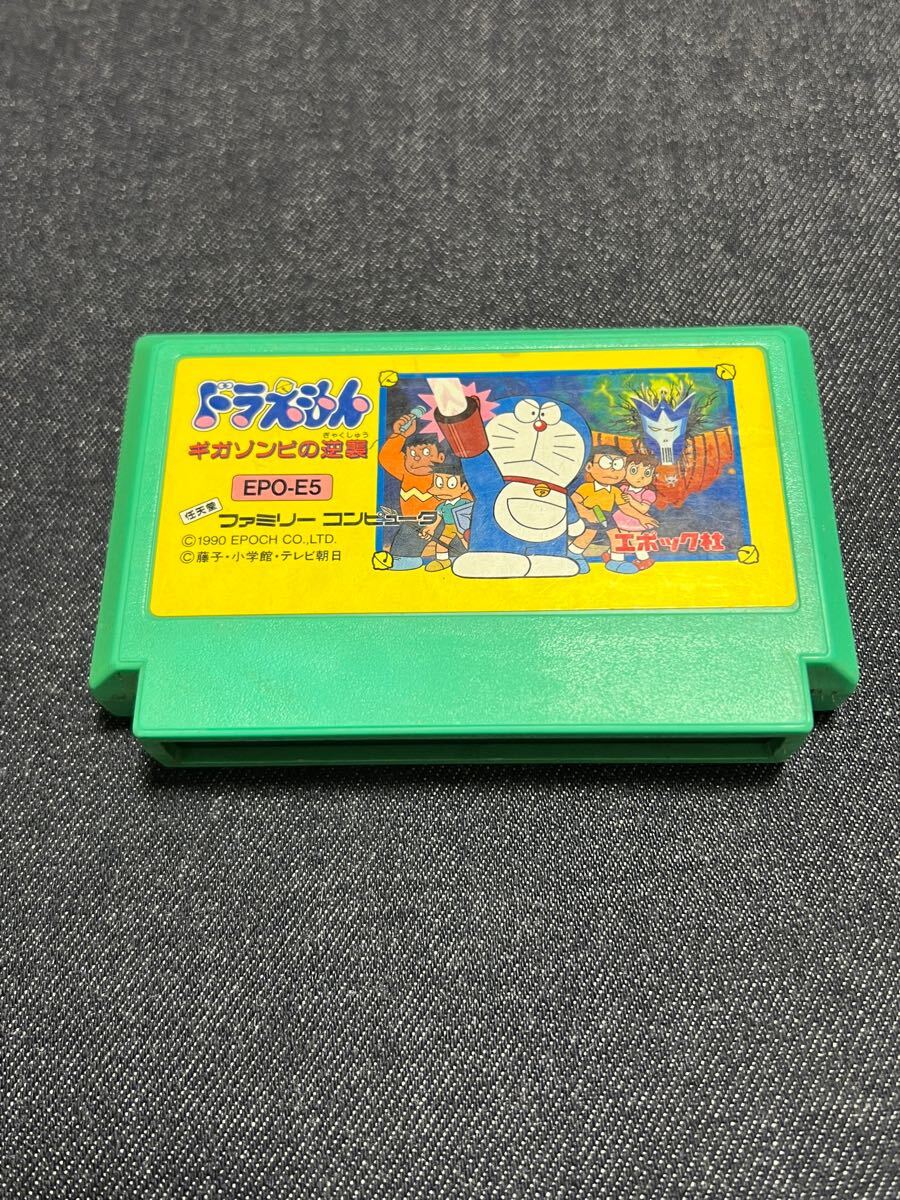 ドラえもん
ぎゃくしゅう
ギガゾンビの逆襲
EPO-E5
任天堂 ファミリー コンピュータ
©1990 EPOCH CO.,LTD.
©藤子・小学館・テレビ朝日
エポック社